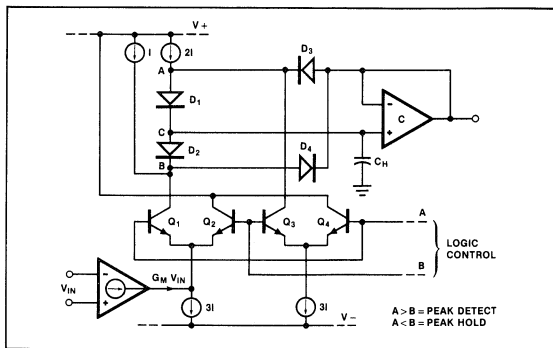 V+
I
2I
A
D3
D1
C
D2
B
D4
C
−
+
CH
Q1
Q2
Q3
Q4
A
B
LOGIC
CONTROL
VIN
−
+
GM VIN
3I
3I
V−
A > B = PEAK DETECT
A < B = PEAK HOLD